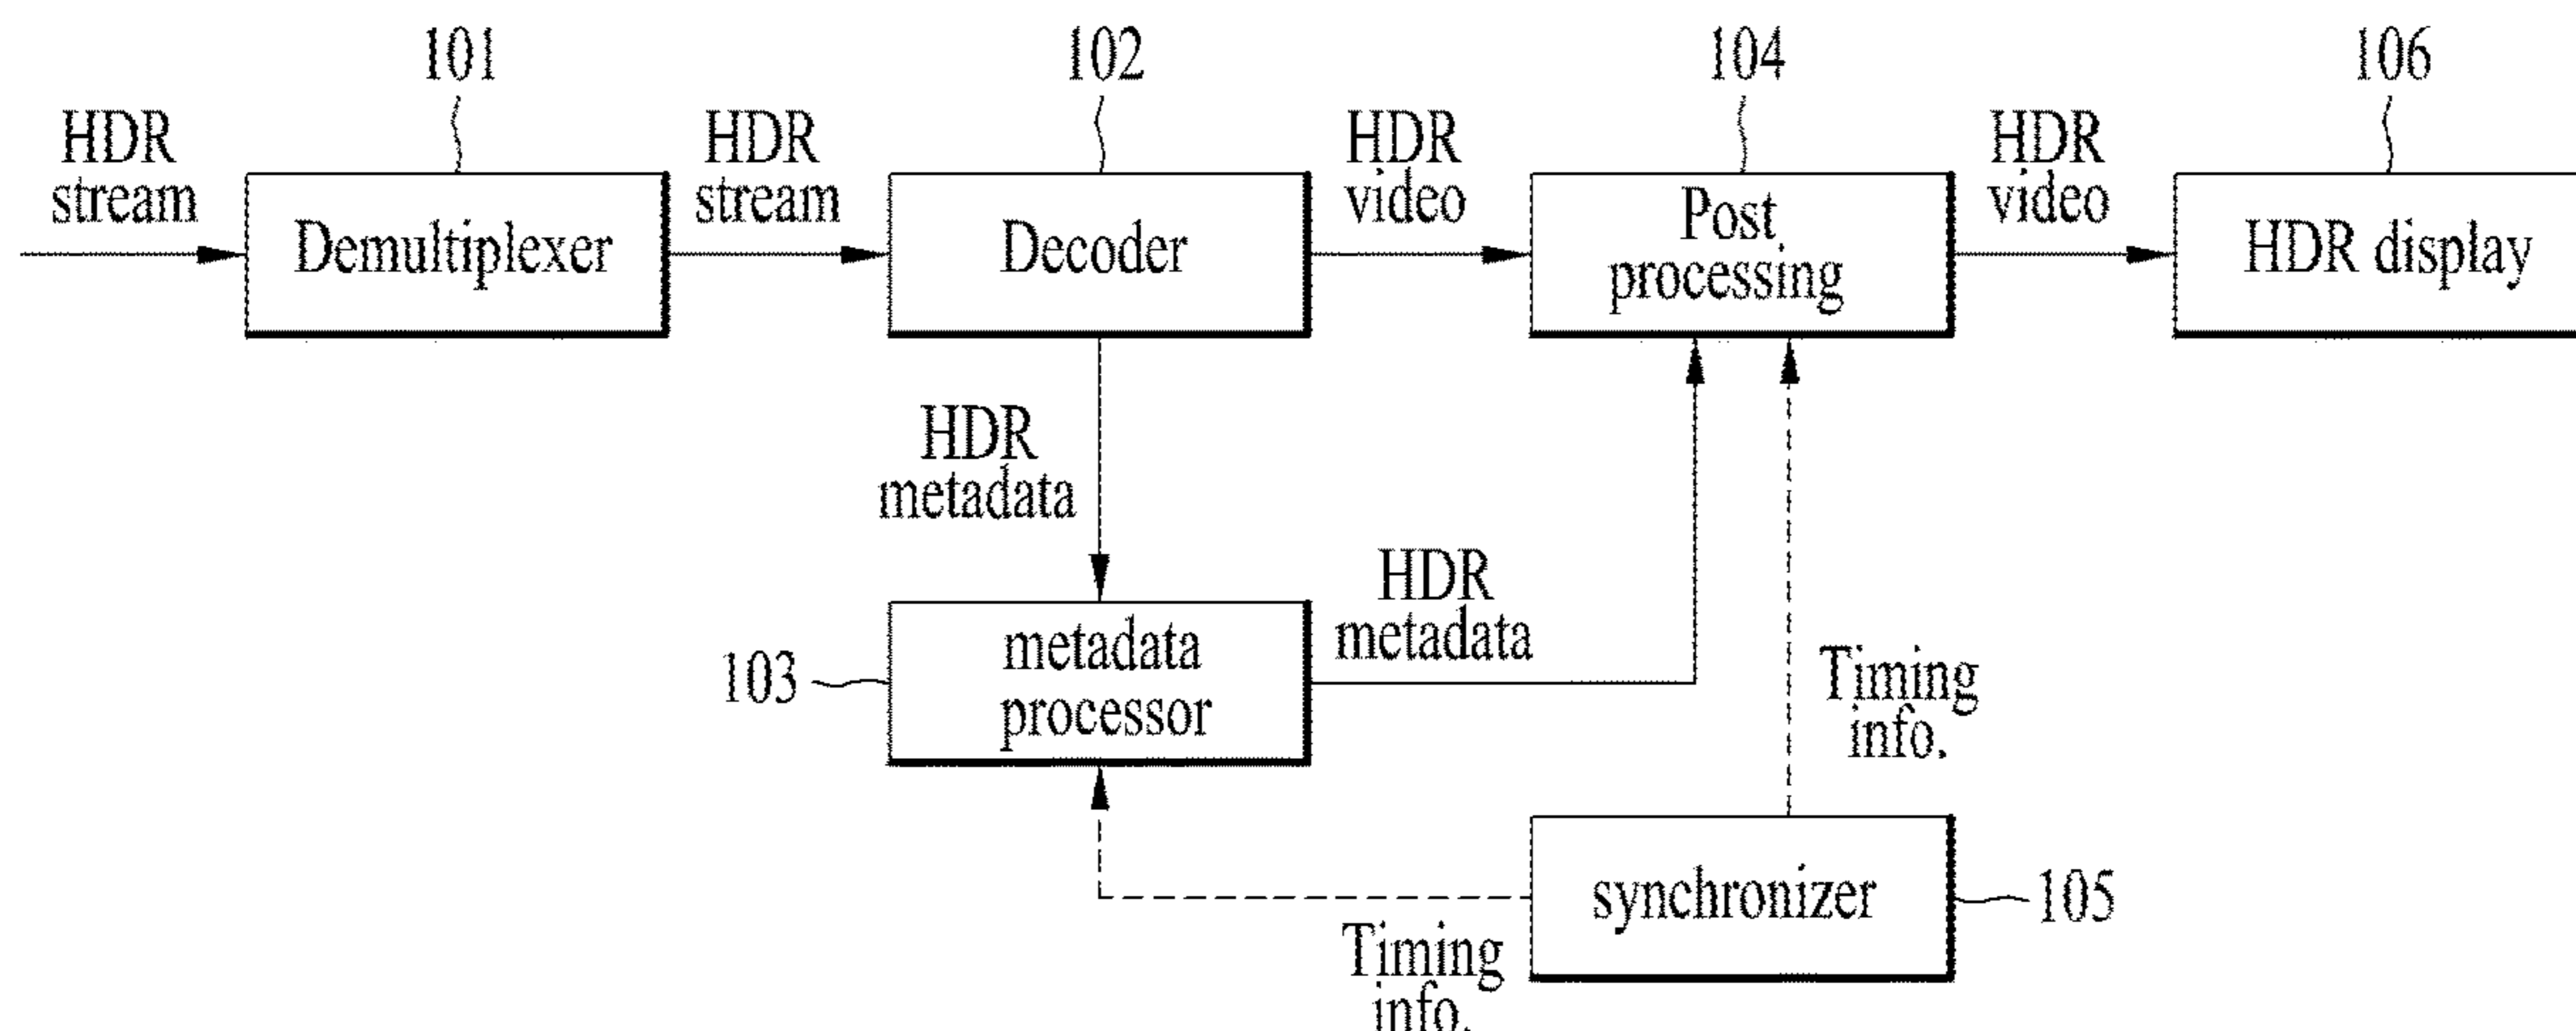 101
102
104
106
HDR
stream
HDR
stream
HDR
video
HDR
video
Demultiplexer
Decoder
Post
processing
HDR display
HDR
metadata
HDR
metadata
103
metadata
processor
Timing
info.
synchronizer
105
Timing
info.